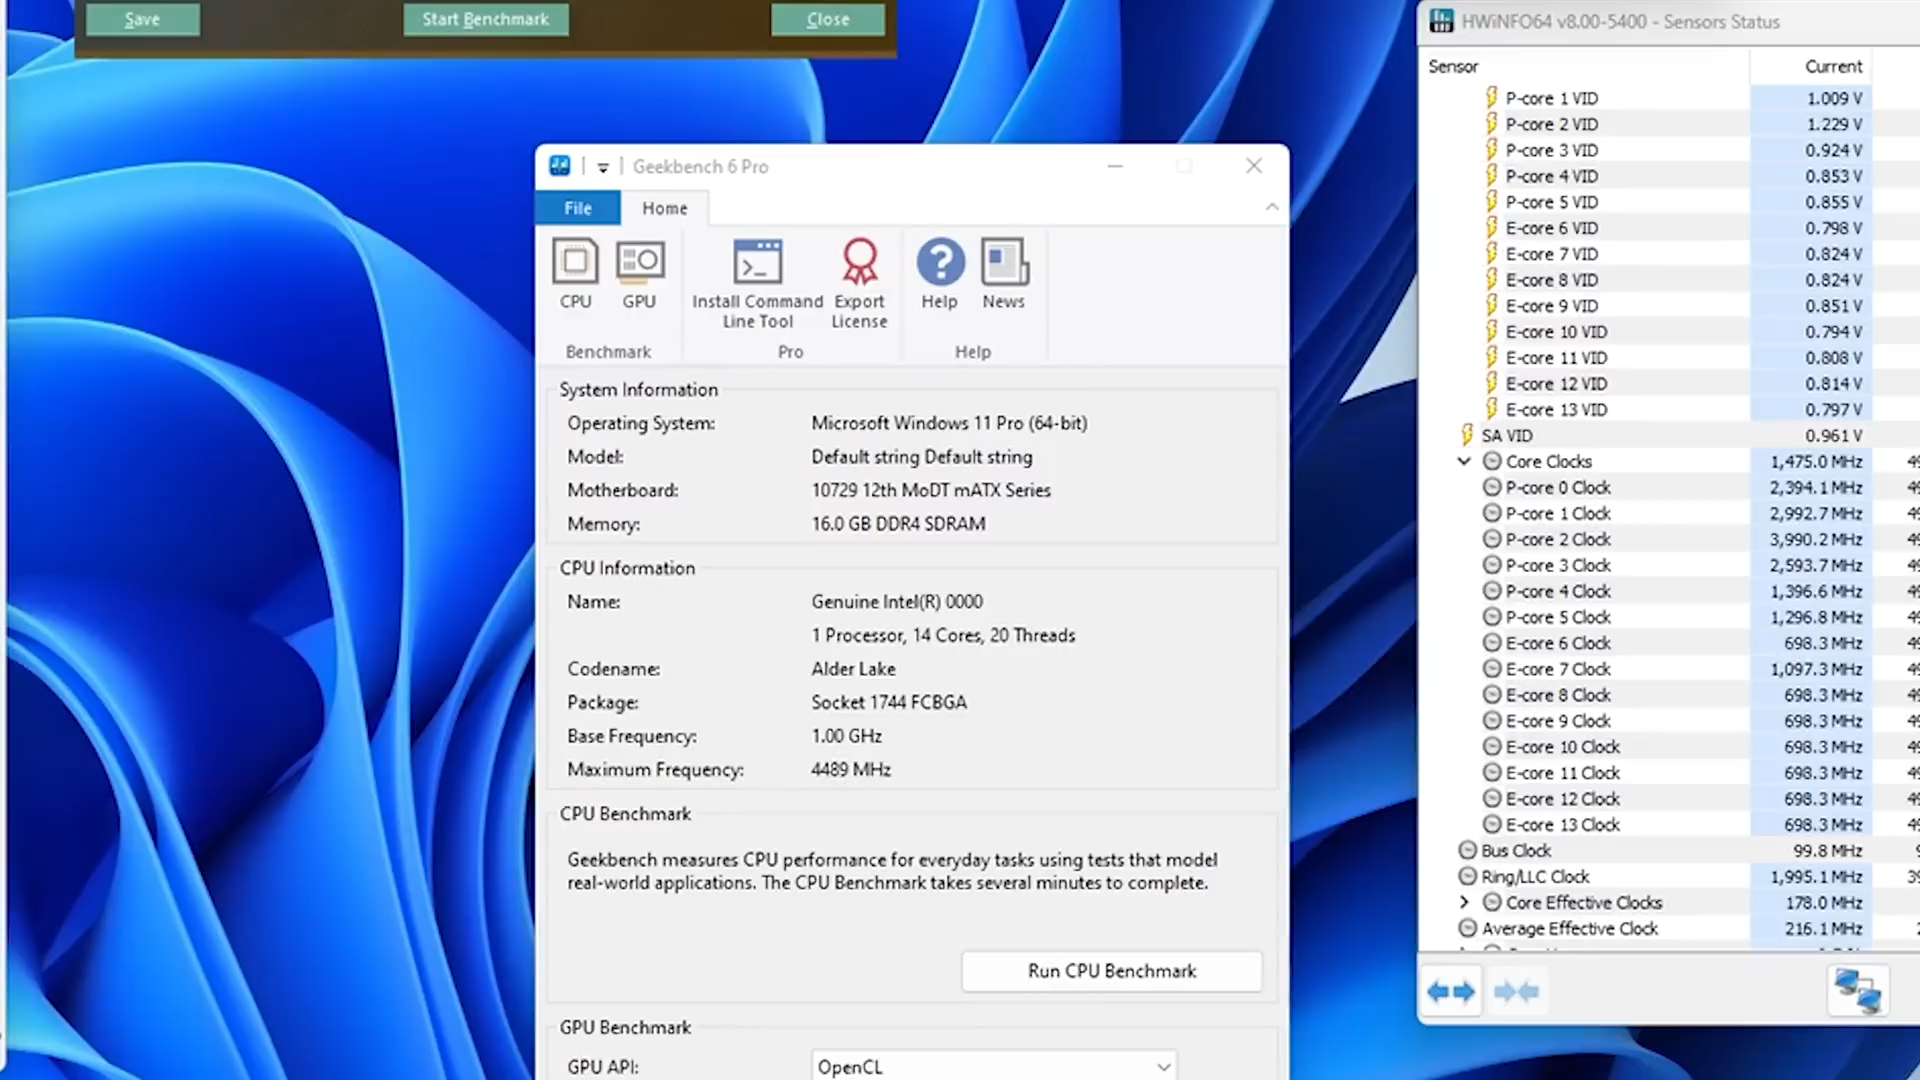 Save
Start Benchmark
Close
Geekbench 6 Pro
File
Home
CPU
GPU
Install Command
Line Tool
Export
License
Help
News
Benchmark
Pro
Help
System Information
Operating System: Microsoft Windows 11 Pro (64-bit)
Model: Default string Default string
Motherboard: 10729 12th MoDT mATX Series
Memory: 16.0 GB DDR4 SDRAM
CPU Information
Name: Genuine Intel(R) 0000
1 Processor, 14 Cores, 20 Threads
Codename: Alder Lake
Package: Socket 1744 FCBGA
Base Frequency: 1.00 GHz
Maximum Frequency: 4489 MHz
CPU Benchmark
Geekbench measures CPU performance for everyday tasks using tests that model
real-world applications. The CPU Benchmark takes several minutes to complete.
Run CPU Benchmark
GPU Benchmark
GPU API: OpenCL
HWiNFO64 v8.00-5400 - Sensors Status
Sensor Current
P-core 1 VID 1.009 V
P-core 2 VID 1.229 V
P-core 3 VID 0.924 V
P-core 4 VID 0.853 V
P-core 5 VID 0.855 V
E-core 6 VID 0.798 V
E-core 7 VID 0.824 V
E-core 8 VID 0.824 V
E-core 9 VID 0.851 V
E-core 10 VID 0.794 V
E-core 11 VID 0.808 V
E-core 12 VID 0.814 V
E-core 13 VID 0.797 V
SA VID 0.961 V
Core Clocks 1,475.0 MHz
P-core 0 Clock 2,394.1 MHz
P-core 1 Clock 2,992.7 MHz
P-core 2 Clock 3,990.2 MHz
P-core 3 Clock 2,593.7 MHz
P-core 4 Clock 1,396.6 MHz
P-core 5 Clock 1,296.8 MHz
E-core 6 Clock 698.3 MHz
E-core 7 Clock 1,097.3 MHz
E-core 8 Clock 698.3 MHz
E-core 9 Clock 698.3 MHz
E-core 10 Clock 698.3 MHz
E-core 11 Clock 698.3 MHz
E-core 12 Clock 698.3 MHz
E-core 13 Clock 698.3 MHz
Bus Clock 99.8 MHz
Ring/LLC Clock 1,995.1 MHz
Core Effective Clocks 178.0 MHz
Average Effective Clock 216.1 MHz